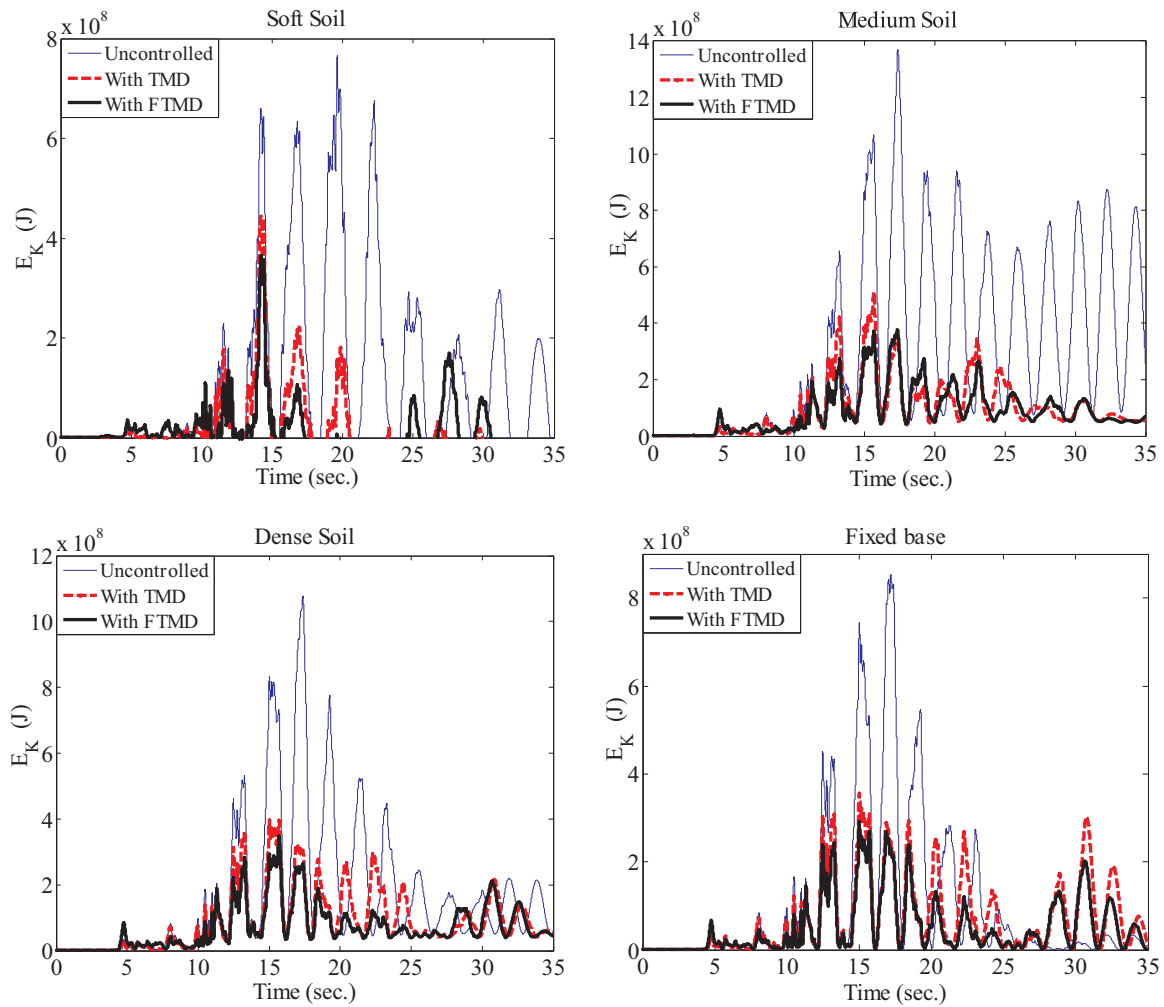 Soft Soil
x 10^8
Uncontrolled
With TMD
With FTMD
8
6
4
2
0
E_K (J)
0 5 10 15 20 25 30 35
Time (sec.)
Medium Soil
x 10^8
Uncontrolled
With TMD
With FTMD
14
12
10
8
6
4
2
0
E_K (J)
0 5 10 15 20 25 30 35
Time (sec.)
Dense Soil
x 10^8
Uncontrolled
With TMD
With FTMD
12
10
8
6
4
2
0
E_K (J)
0 5 10 15 20 25 30 35
Time (sec.)
Fixed base
x 10^8
Uncontrolled
With TMD
With FTMD
8
6
4
2
0
E_K (J)
0 5 10 15 20 25 30 35
Time (sec.)